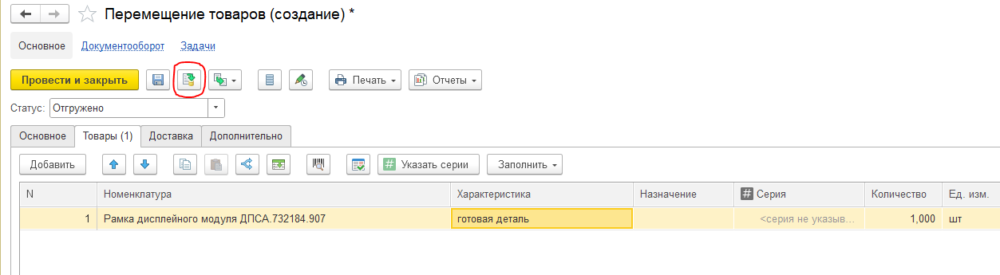 Перемещение товаров (создание) *
Основное Документооборот Задачи
Провести и закрыть Печать Отчеты
Статус: Отгружено
Основное Товары (1) Доставка Дополнительно
Добавить # Указать серии Заполнить
N Номенклатура Характеристика Назначение # Серия Количество Ед. изм.
1 Рамка дисплейного модуля ДПСА.732184.907 готовая деталь <серия не указыв... 1,000 шт